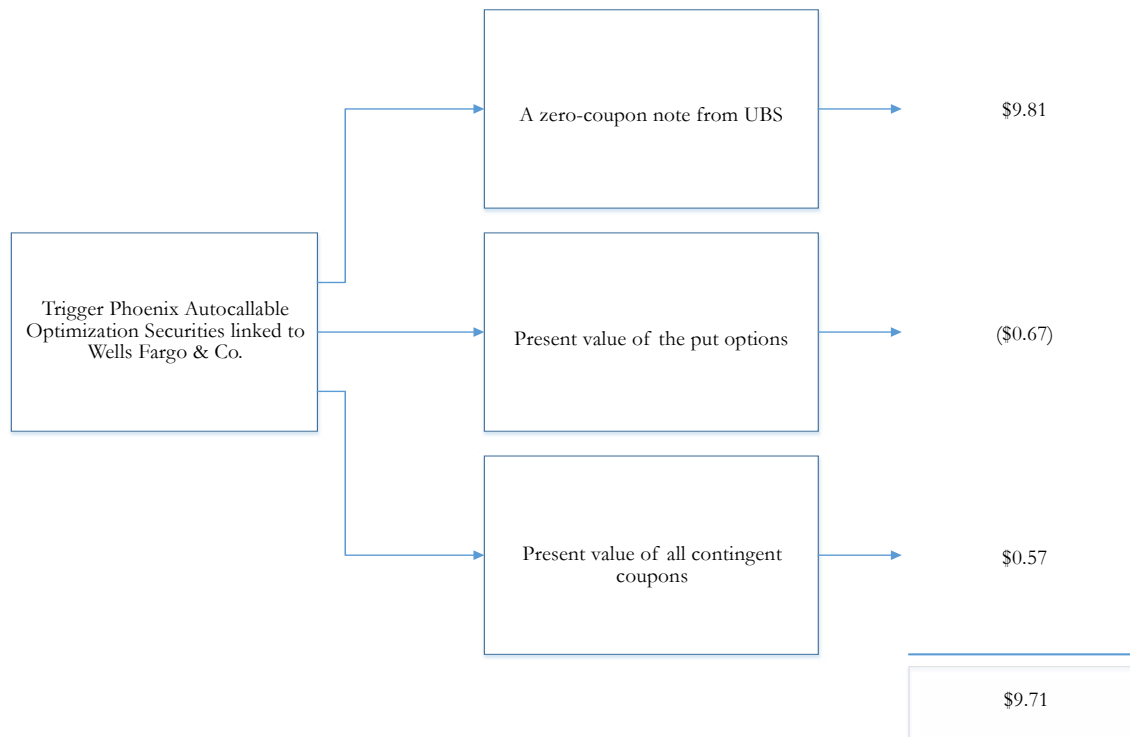 A zero-coupon note from UBS
$9.81
Trigger Phoenix Autocallable
Optimization Securities linked to
Wells Fargo & Co.
Present value of the put options
($0.67)
Present value of all contingent
coupons
$0.57
$9.71